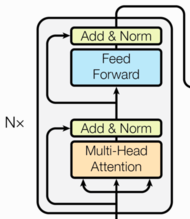 Add & Norm
Feed
Forward
N×
Add & Norm
Multi-Head
Attention